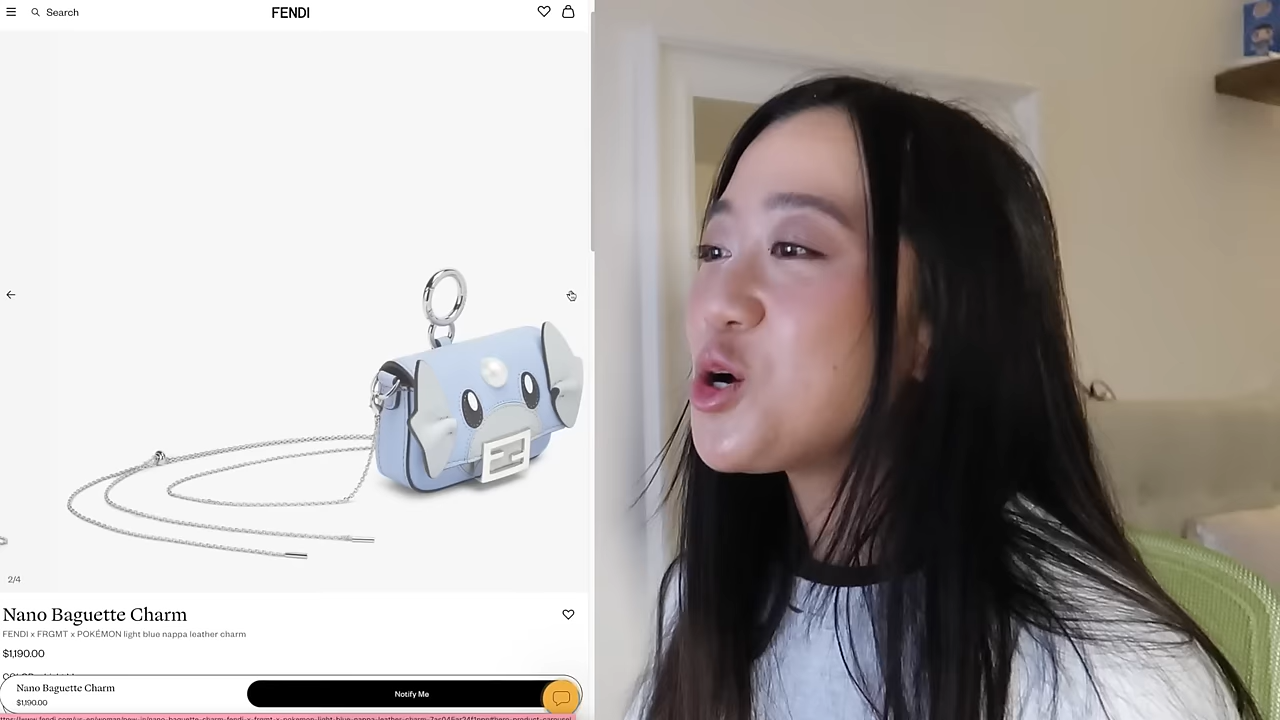 Search
FENDI
2/4
Nano Baguette Charm
FENDI x FRGMT x POKÉMON light blue nappa leather charm
$1,190.00
Nano Baguette Charm
$1,190.00
Notify Me